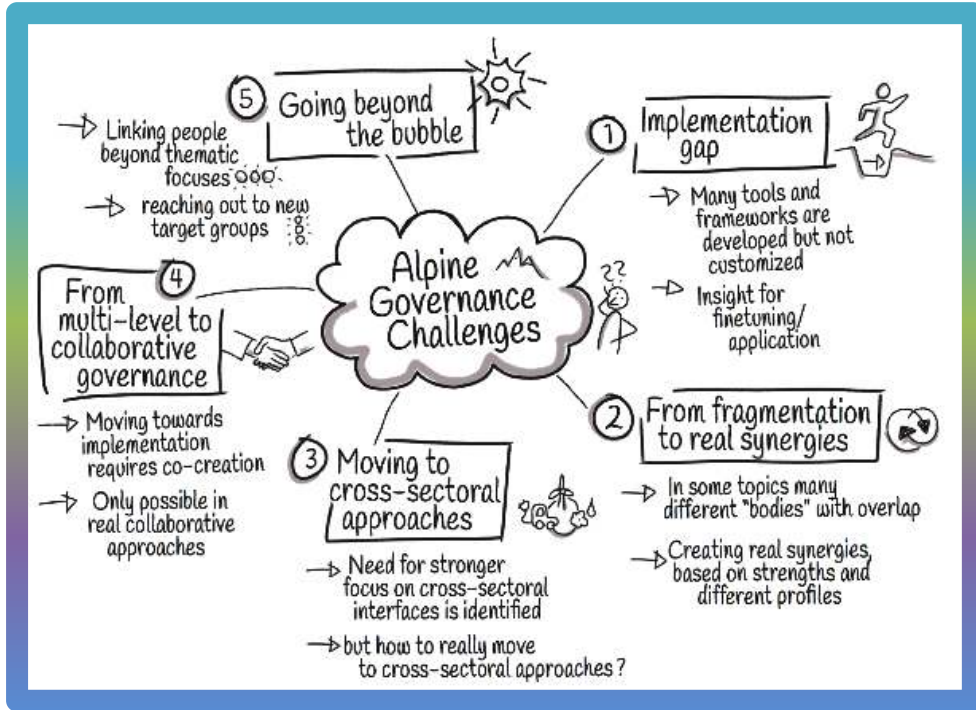 Alpine
Governance
Challenges
??
1
Implementation
gap
Many tools and
frameworks are
developed but not
customized
Insight for
finetuning/
application
2
From fragmentation
to real synergies
In some topics many
different "bodies" with overlap
Creating real synergies,
based on strengths and
different profiles
3
Moving to
cross-sectoral
approaches
Need for stronger
focus on cross-sectoral
interfaces is identified
but how to really move
to cross-sectoral approaches?
4
From
multi-level to
collaborative
governance
Moving towards
implementation
requires co-creation
Only possible in
real collaborative
approaches
5
Going beyond
the bubble
Linking people
beyond thematic
focuses
reaching out to new
target groups